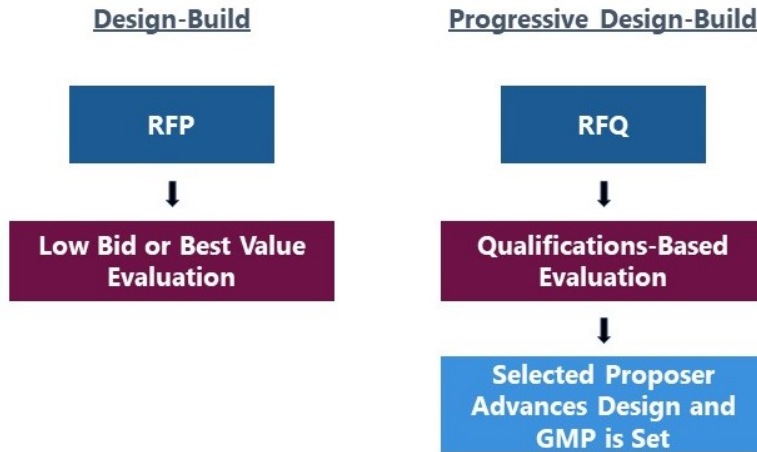 Design-Build
RFP
Low Bid or Best Value
Evaluation
Progressive Design-Build
RFQ
Qualifications-Based
Evaluation
Selected Proposer
Advances Design and
GMP is Set